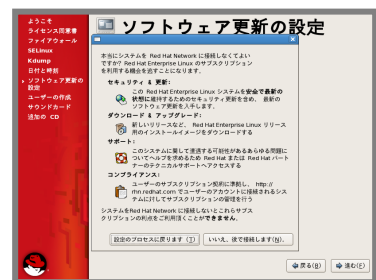 ようこそ
ライセンス同意書
ファイアウォール
SELinux
Kdump
日付と時刻
ソフトウェア更新の
設定
ユーザーの作成
サウンドカード
追加の CD
ソフトウェア更新の設定
本当にシステムを Red Hat Network に接続しなくてよい
ですか? Red Hat Enterprise Linux のサブスクリプション
を利用する機会を逃すことになります。
セキュリティ & 更新:
この Red Hat Enterprise Linux システムを安全で最新の
状態に維持するためのセキュリティ更新を含め、 最新の
ソフトウェア更新を入手します。
ダウンロード & アップグレード:
新しいリリースなど、 Red Hat Enterprise Linux リリース
用のインストールイメージをダウンロードする
サポート:
このシステムに関して遭遇する可能性があるあらゆる問題に
ついてヘルプを求めるため Red Hat または Red Hat パート
ナーのテクニカルサポートへアクセスする
コンプライアンス:
ユーザーのサブスクリプション契約に準拠し、 http://
rhn.redhat.com でユーザーのアカウントに接続されるシス
テムに対してサブスクリプションの管理を行う
システムをRed Hat Network に接続しないとこれらサブス
クリプションの利点をご利用頂くことができません。
設定のプロセスに戻ります (T)
いいえ、後で接続します(N)。
戻る(B)
進む(F)